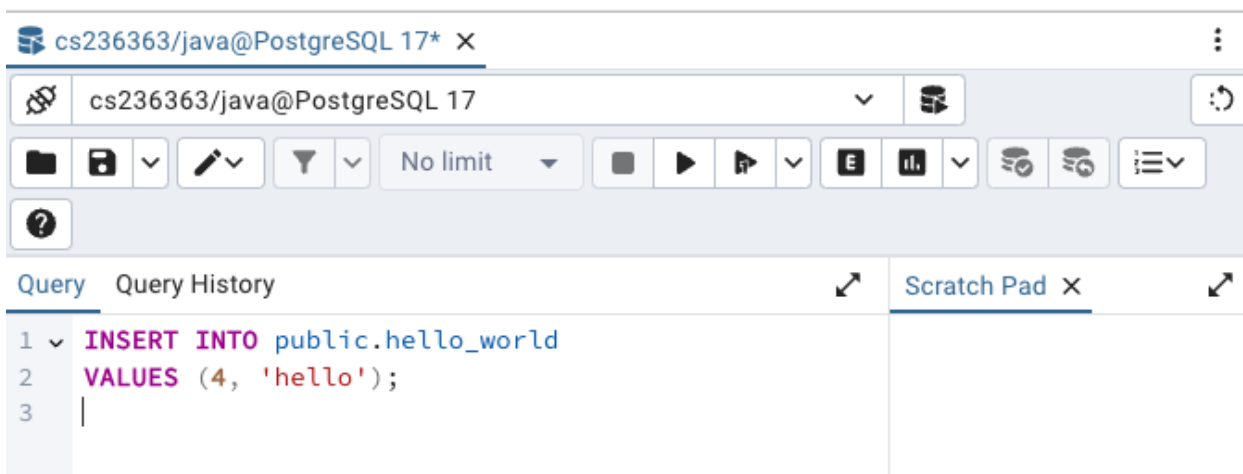 cs236363/java@PostgreSQL 17*
cs236363/java@PostgreSQL 17
No limit
E
Query Query History Scratch Pad
1 INSERT INTO public.hello_world
2 VALUES (4, 'hello');
3